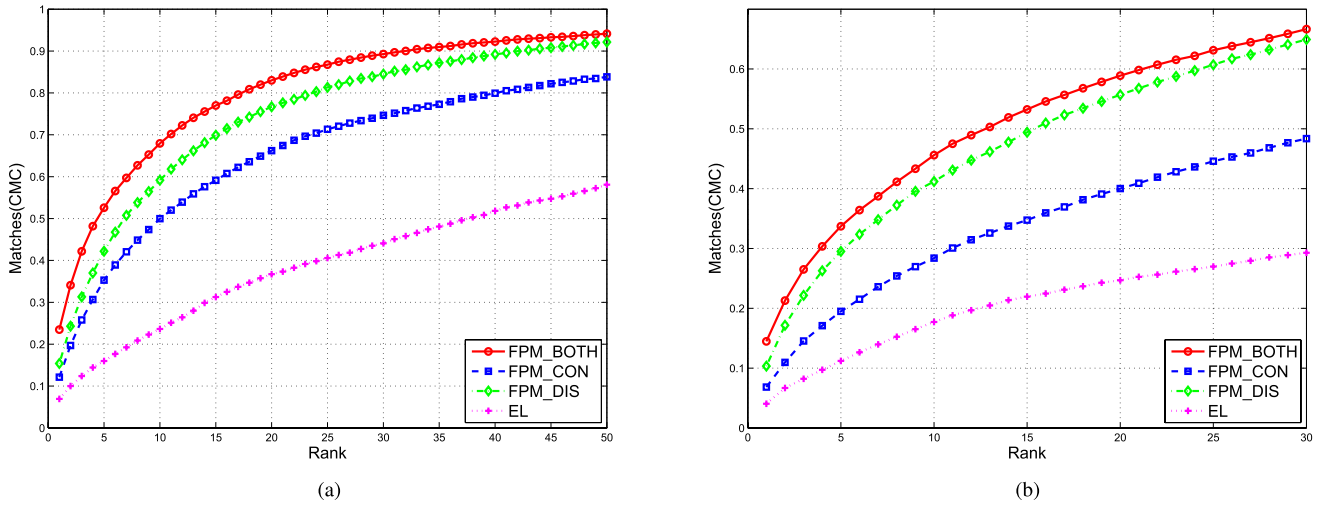 1
0.9
0.8
0.7
0.6
0.5
0.4
0.3
0.2
0.1
0
Matches(CMC)
0 5 10 15 20 25 30 35 40 45 50
Rank
FPM_BOTH
FPM_CON
FPM_DIS
EL
(a)
0.6
0.5
0.4
0.3
0.2
0.1
0
Matches(CMC)
0 5 10 15 20 25 30
Rank
FPM_BOTH
FPM_CON
FPM_DIS
EL
(b)